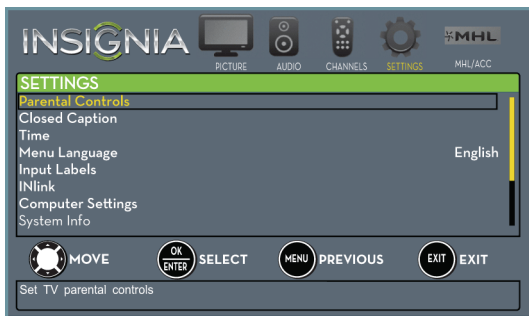 INSIGNIA
PICTURE AUDIO CHANNELS SETTINGS MHL MHL/ACC
SETTINGS
Parental Controls
Closed Caption
Time
Menu Language English
Input Labels
INlink
Computer Settings
System Info
MOVE OK ENTER SELECT MENU PREVIOUS EXIT EXIT
Set TV parental controls